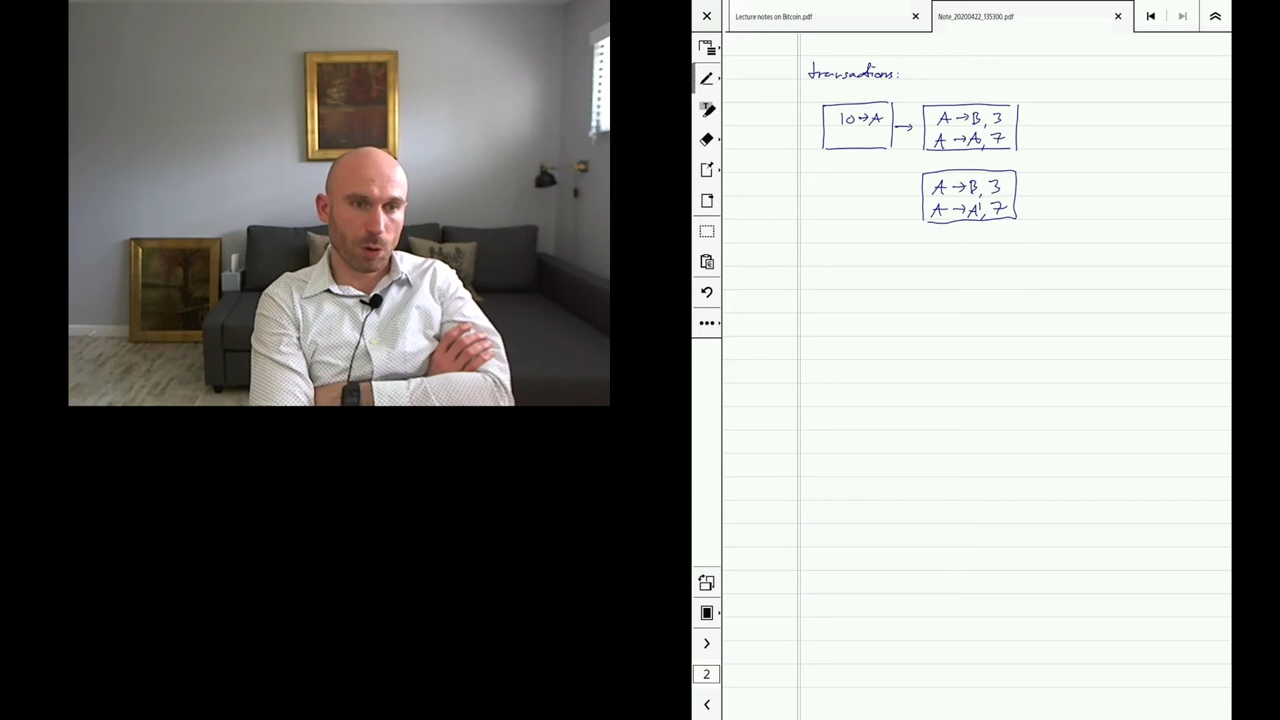 Lecture notes on Bitcoin.pdf
Note_20200422_135300.pdf
transactions:
10→A → A→B, 3
A→A, 7
A→B, 3
A→A', 7
2